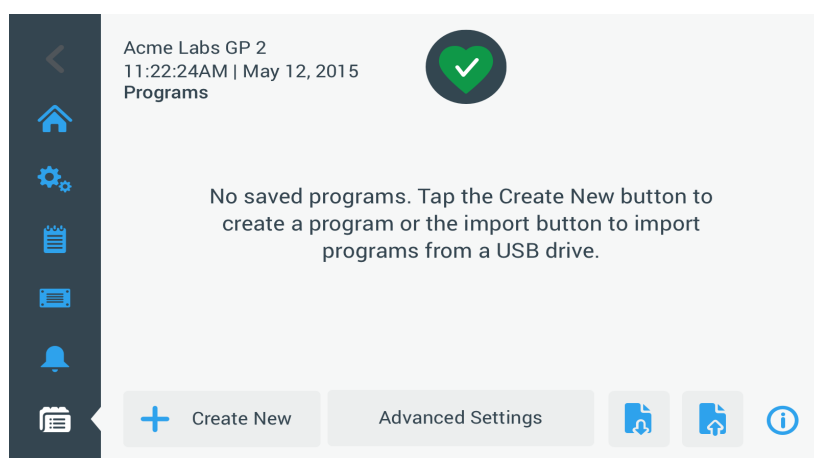 Acme Labs GP 2
11:22:24AM | May 12, 2015
Programs
No saved programs. Tap the Create New button to
create a program or the import button to import
programs from a USB drive.
Create New
Advanced Settings